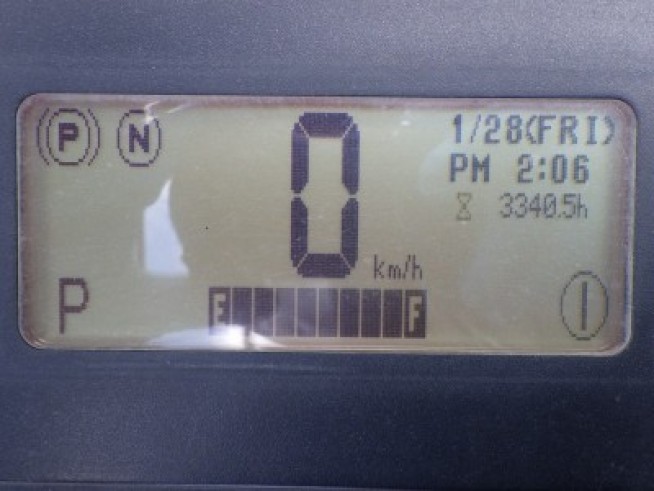 P N
0 km/h
1/28(FRI)
PM 2:06
3340.5h
P
E F